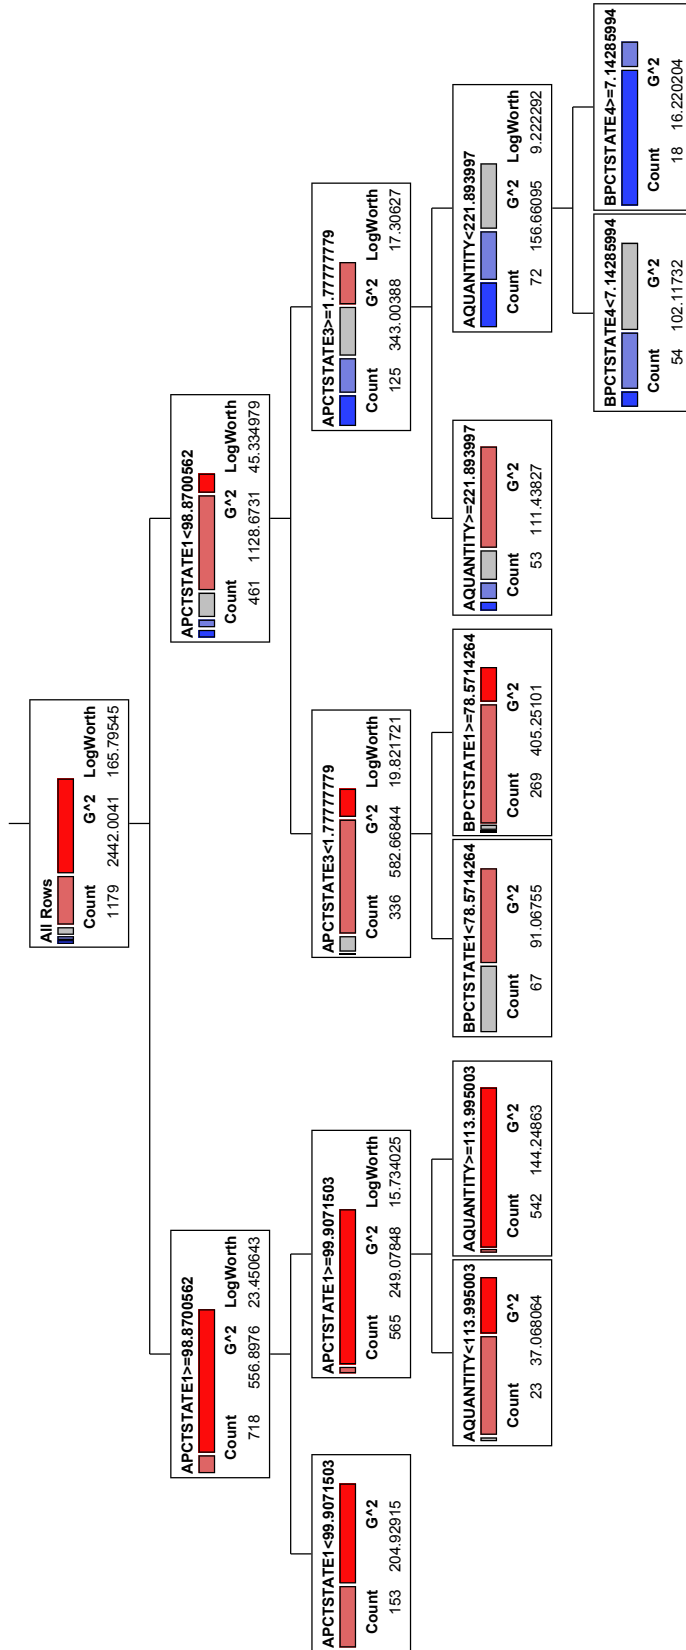 All Rows
Count G^2 LogWorth
1179 2442.0041 165.79545
APCTSTATE1>=98.8700562
Count G^2 LogWorth
718 556.8976 23.450643
APCTSTATE1<98.8700562
Count G^2 LogWorth
461 1128.6731 45.334979
APCTSTATE1<99.9071503
Count G^2
153 204.92915
APCTSTATE1>=99.9071503
Count G^2 LogWorth
565 249.07848 15.734025
APCTSTATE3<1.77777779
Count G^2 LogWorth
336 582.66844 19.821721
APCTSTATE3>=1.77777779
Count G^2 LogWorth
125 343.00388 17.30627
AQUANTITY<113.995003
Count G^2
23 37.068064
AQUANTITY>=113.995003
Count G^2
542 144.24863
BPCTSTATE1<78.5714264
Count G^2
67 91.06755
BPCTSTATE1>=78.5714264
Count G^2
269 405.25101
AQUANTITY>=221.893997
Count G^2
53 111.43827
AQUANTITY<221.893997
Count G^2 LogWorth
72 156.66095 9.222292
BPCTSTATE4<7.14285994
Count G^2
54 102.11732
BPCTSTATE4>=7.14285994
Count G^2
18 16.220204